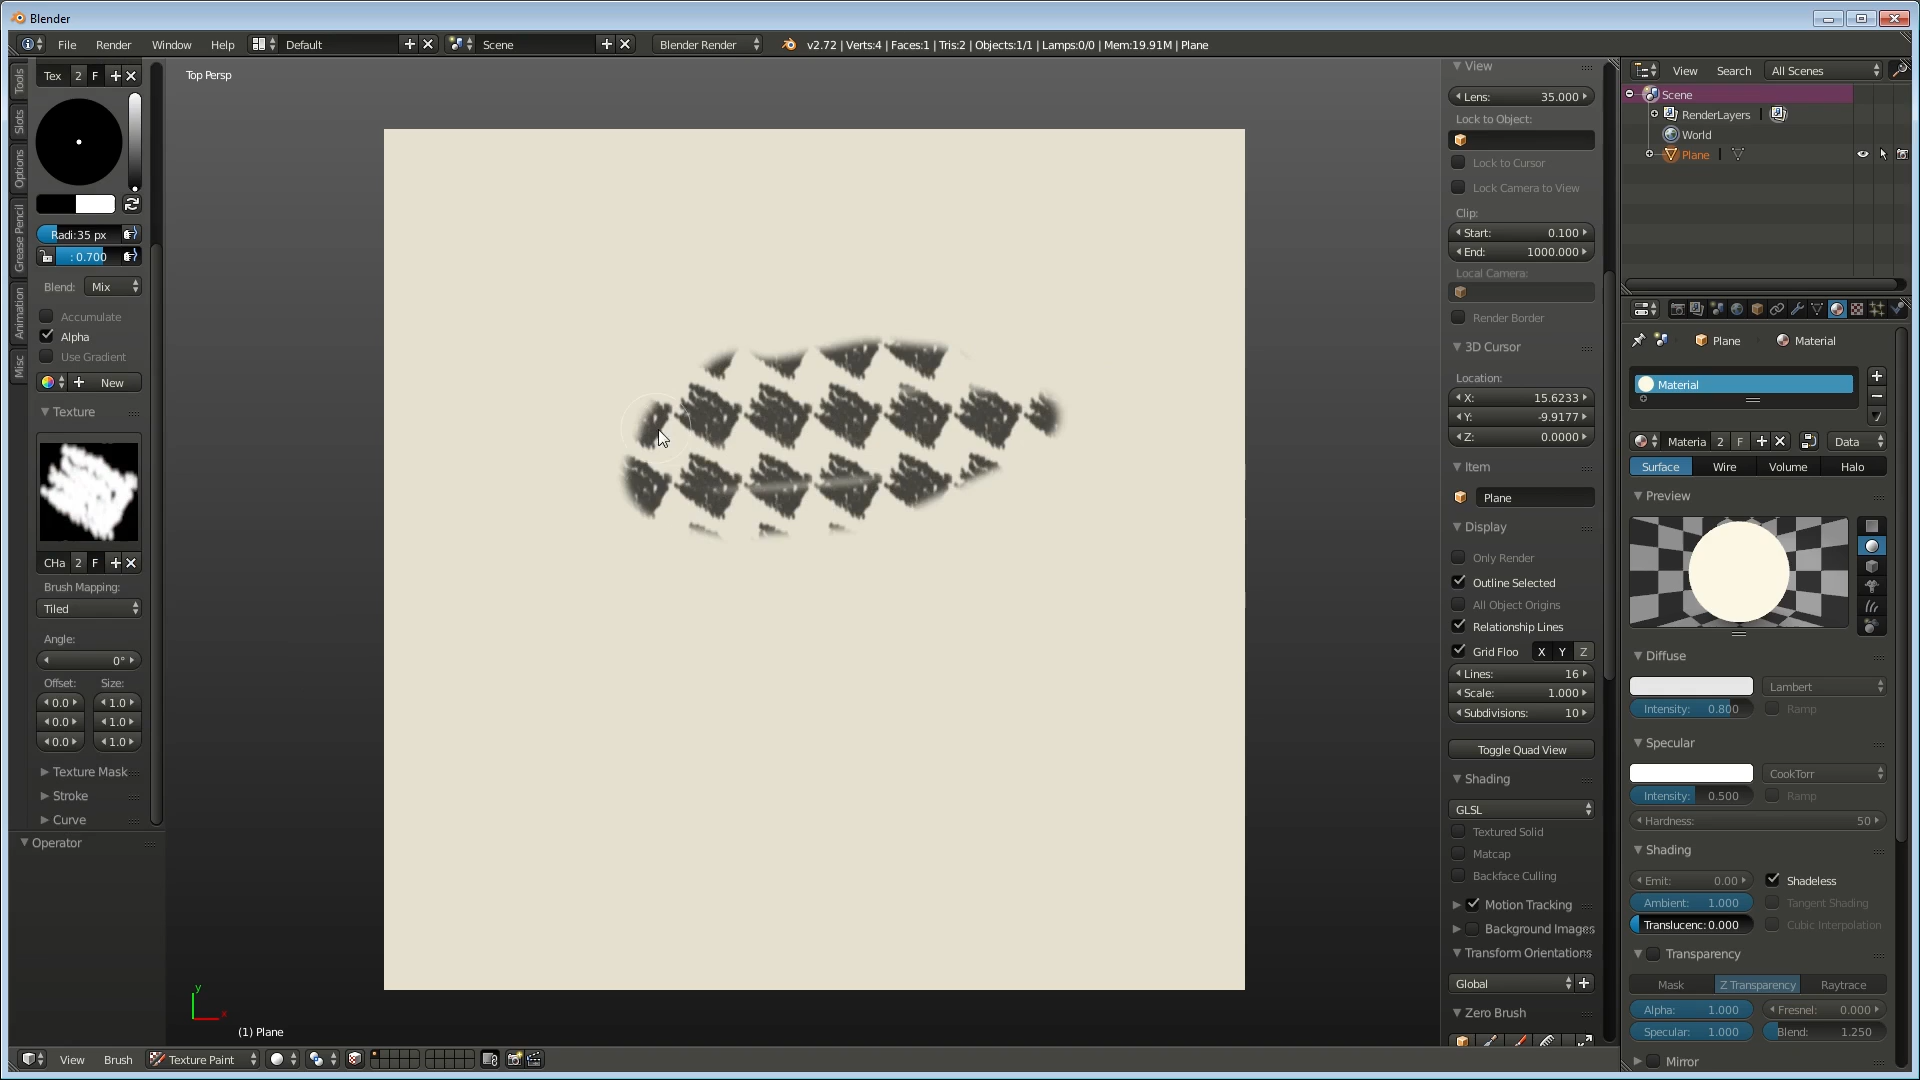 Blender
File Render Window Help Default Scene Blender Render v2.72 | Verts:4 | Faces:1 | Tris:2 | Objects:1/1 | Lamps:0/0 | Mem:19.91M | Plane
Tools
Slots
Options
Grease Pencil
Animation
Misc
Tex 2 F
Radi:35 px
: 0.700
Blend: Mix
Accumulate
Alpha
Use Gradient
New
Texture
CHa 2 F
Brush Mapping:
Tiled
Angle:
0°
Offset: Size:
0.0 1.0
0.0 1.0
0.0 1.0
Texture Mask
Stroke
Curve
Operator
Top Persp
y
x
(1) Plane
View Brush Texture Paint
View
Lens: 35.000
Lock to Object:
Lock to Cursor
Lock Camera to View
Clip:
Start: 0.100
End: 1000.000
Local Camera:
Render Border
3D Cursor
Location:
X: 15.6233
Y: -9.9177
Z: 0.0000
Item
Plane
Display
Only Render
Outline Selected
All Object Origins
Relationship Lines
Grid Floo X Y Z
Lines: 16
Scale: 1.000
Subdivisions: 10
Toggle Quad View
Shading
GLSL
Textured Solid
Matcap
Backface Culling
Motion Tracking
Background Images
Transform Orientations
Global
Zero Brush
View Search All Scenes
Scene
RenderLayers |
World
Plane |
Plane Material
Material
Materia 2 F Data
Surface Wire Volume Halo
Preview
Diffuse
Lambert
Intensity: 0.800 Ramp
Specular
CookTorr
Intensity: 0.500 Ramp
Hardness: 50
Shading
Emit: 0.00 Shadeless
Ambient: 1.000 Tangent Shading
Translucenc: 0.000 Cubic Interpolation
Transparency
Mask Z Transparency Raytrace
Alpha: 1.000 Fresnel: 0.000
Specular: 1.000 Blend: 1.250
Mirror